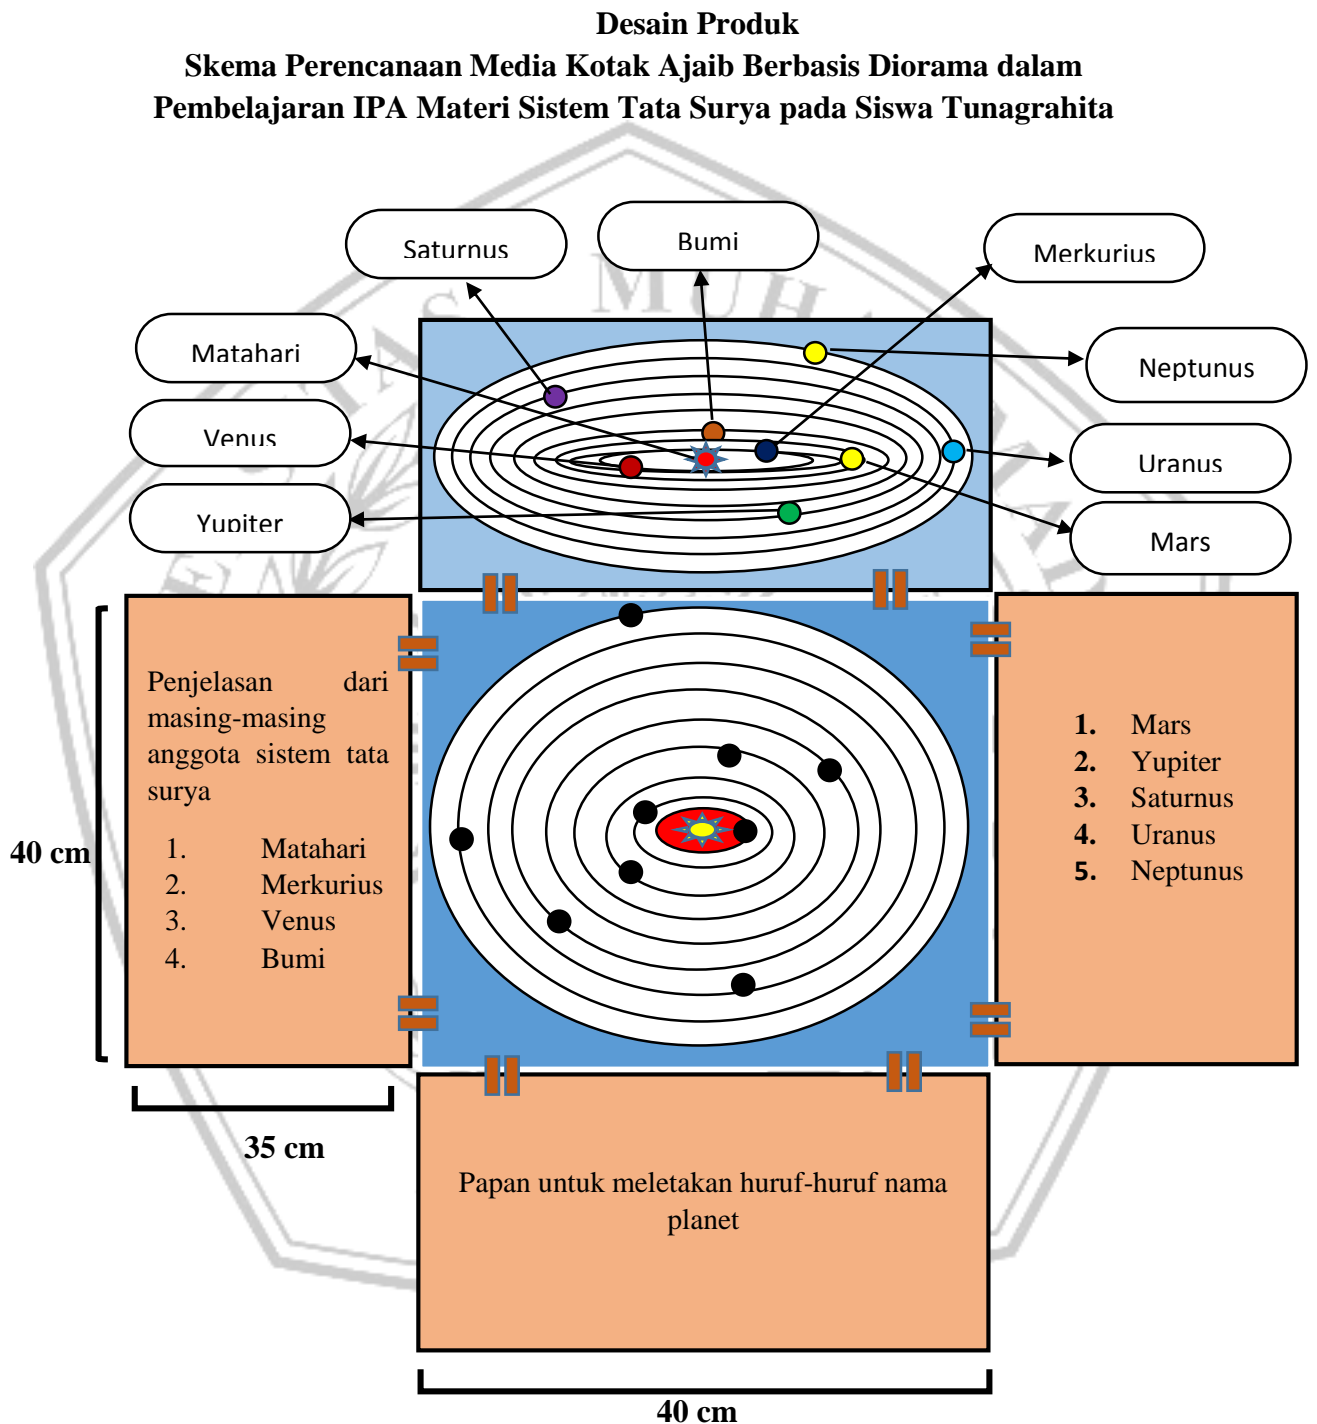 Desain Produk
Skema Perencanaan Media Kotak Ajaib Berbasis Diorama dalam
Pembelajaran IPA Materi Sistem Tata Surya pada Siswa Tunagrahita
Saturnus
Bumi
Merkurius
Matahari
Neptunus
Venus
Uranus
Yupiter
Mars
Penjelasan dari
masing-masing
anggota sistem tata
surya
1. Matahari
2. Merkurius
3. Venus
4. Bumi
1. Mars
2. Yupiter
3. Saturnus
4. Uranus
5. Neptunus
40 cm
35 cm
Papan untuk meletakan huruf-huruf nama
planet
40 cm